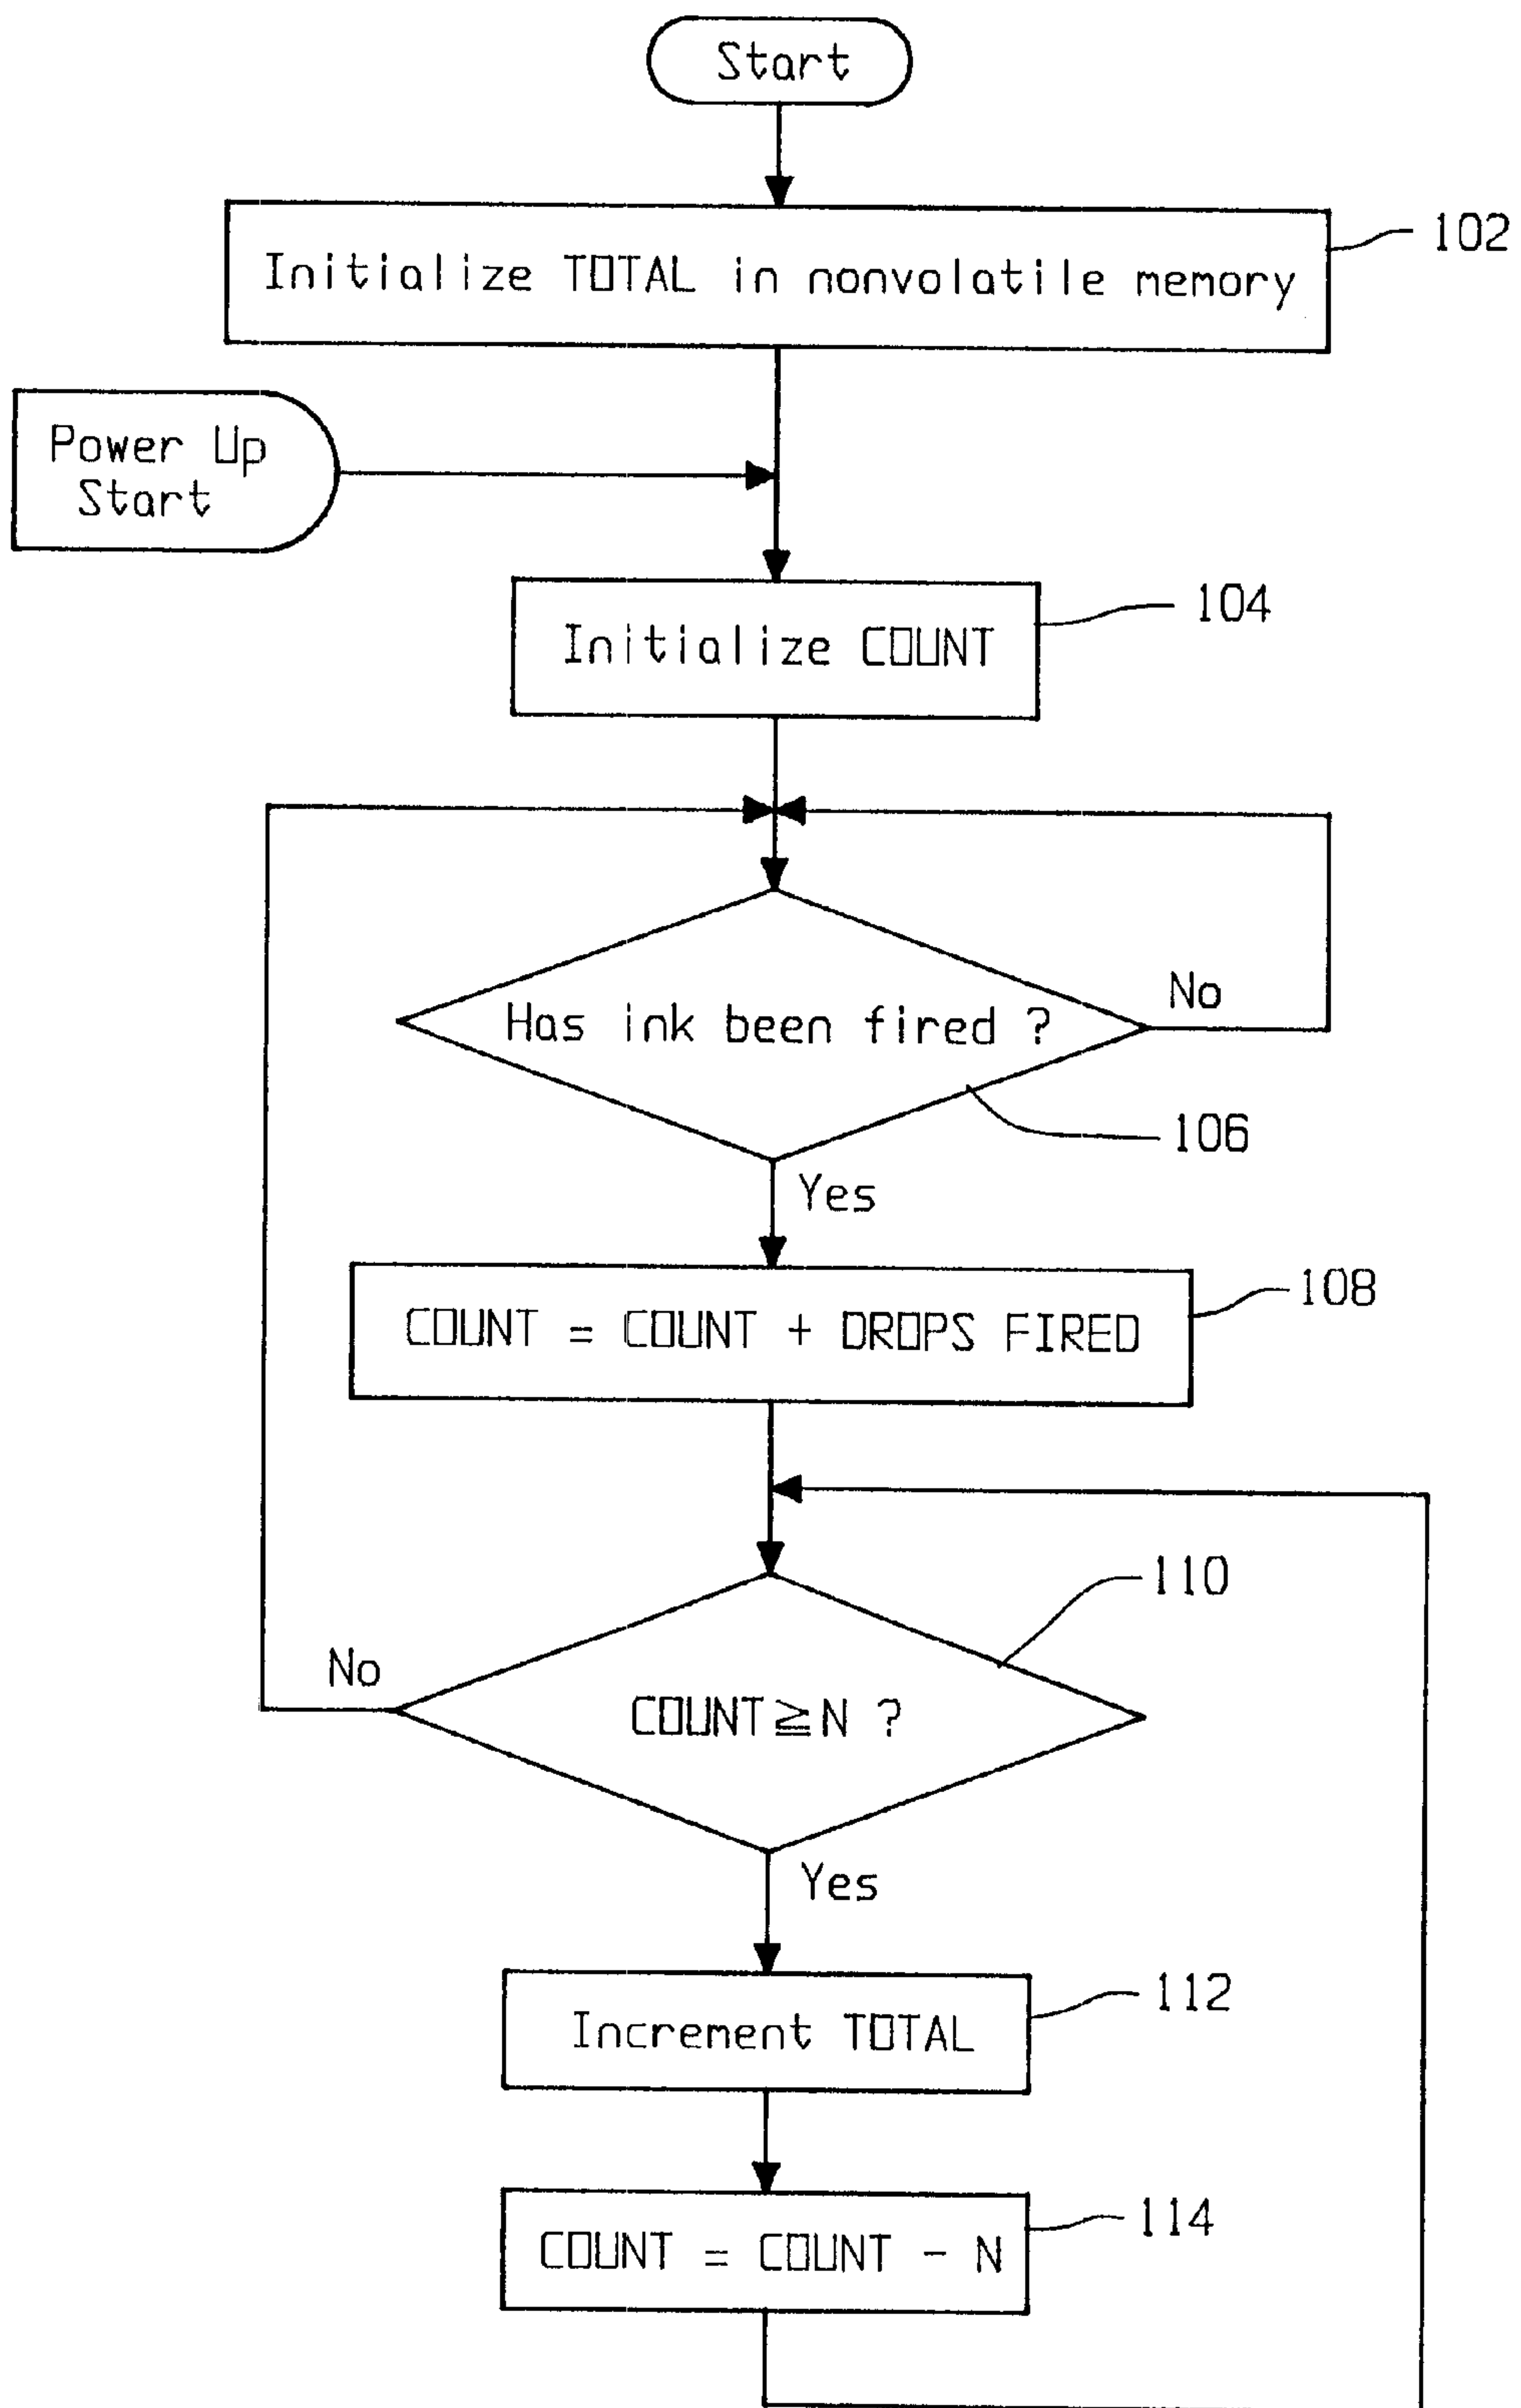 Start
Initialize TOTAL in nonvolatile memory
102
Power Up
Start
Initialize COUNT
104
Has ink been fired ?
No
106
Yes
COUNT = COUNT + DROPS FIRED
108
110
No
COUNT≧N ?
Yes
Increment TOTAL
112
COUNT = COUNT - N
114